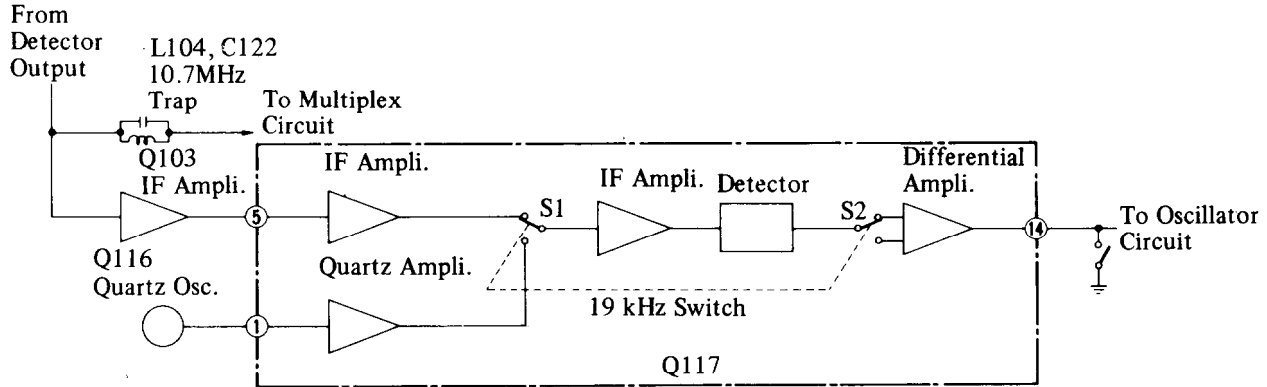 From
Detector
Output
L104, C122
10.7MHz
Trap
To Multiplex
Circuit
Q103
IF Ampli.
5
IF Ampli.
S1
IF Ampli.
Detector
S2
Differential
Ampli.
14
To Oscillator
Circuit
Q116
Quartz Osc.
1
Quartz Ampli.
19 kHz Switch
Q117